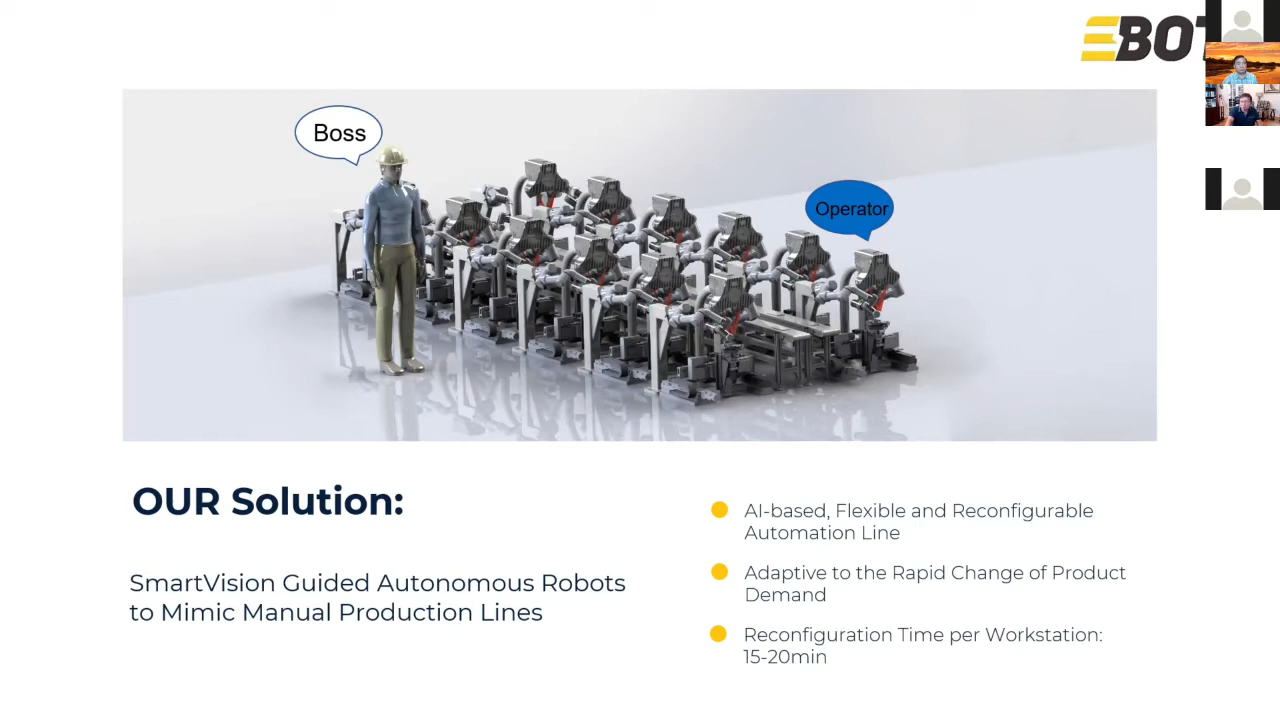 EBOT
Boss
Operator
OUR Solution:
SmartVision Guided Autonomous Robots
to Mimic Manual Production Lines
AI-based, Flexible and Reconfigurable
Automation Line
Adaptive to the Rapid Change of Product
Demand
Reconfiguration Time per Workstation:
15-20min